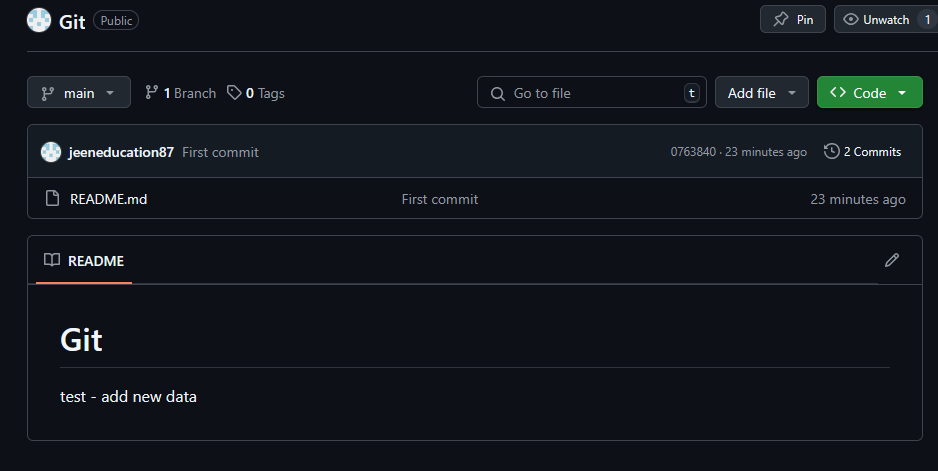 Git Public Pin Unwatch 1
main 1 Branch 0 Tags Go to file t Add file Code
jeeneducation87 First commit 0763840 · 23 minutes ago 2 Commits
README.md First commit 23 minutes ago
README
Git
test - add new data